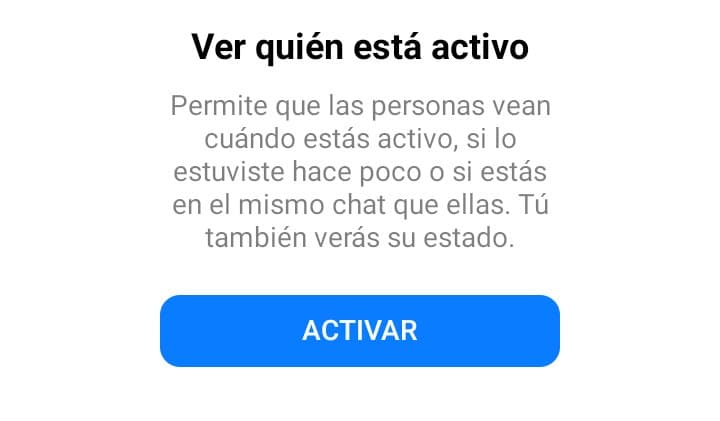 Ver quién está activo
Permite que las personas vean
cuándo estás activo, si lo
estuviste hace poco o si estás
en el mismo chat que ellas. Tú
también verás su estado.
ACTIVAR